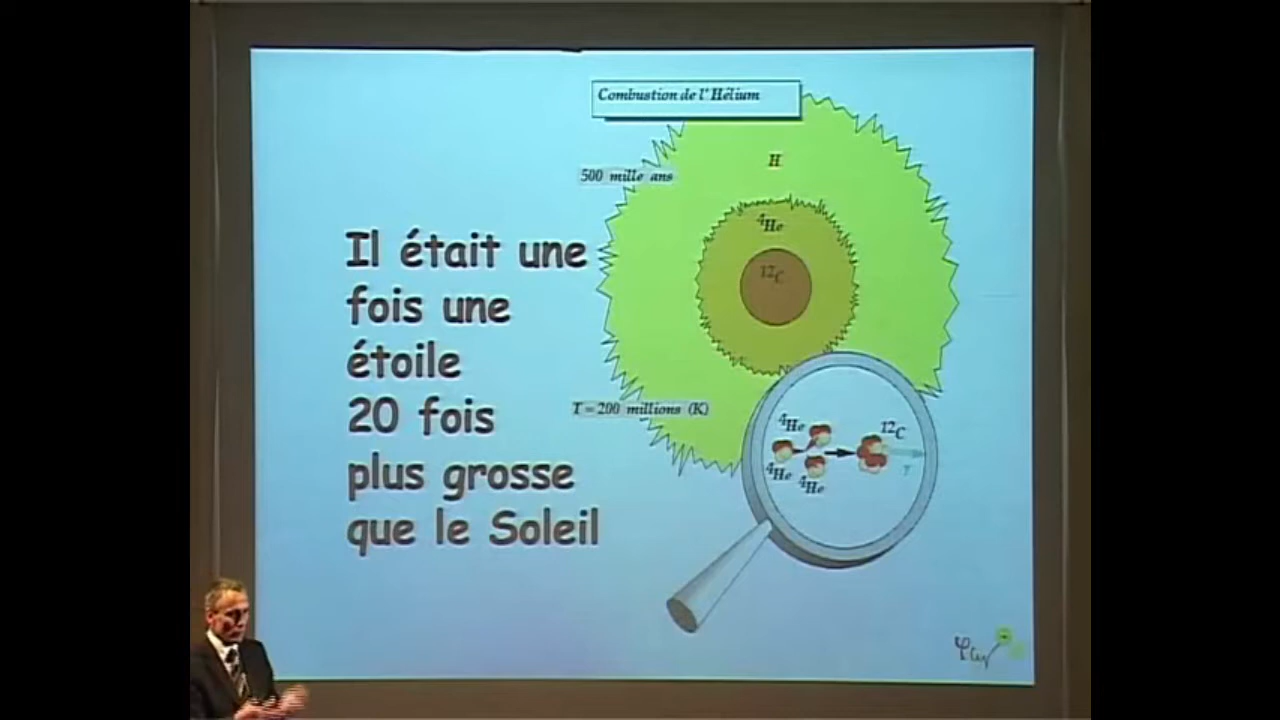 Combustion de l'Hélium
H
500 mille ans
⁴He
¹²C
Il était une
fois une
étoile
20 fois
plus grosse
que le Soleil
T = 200 millions (K)
⁴He
¹²C
⁴He
⁴He
γ